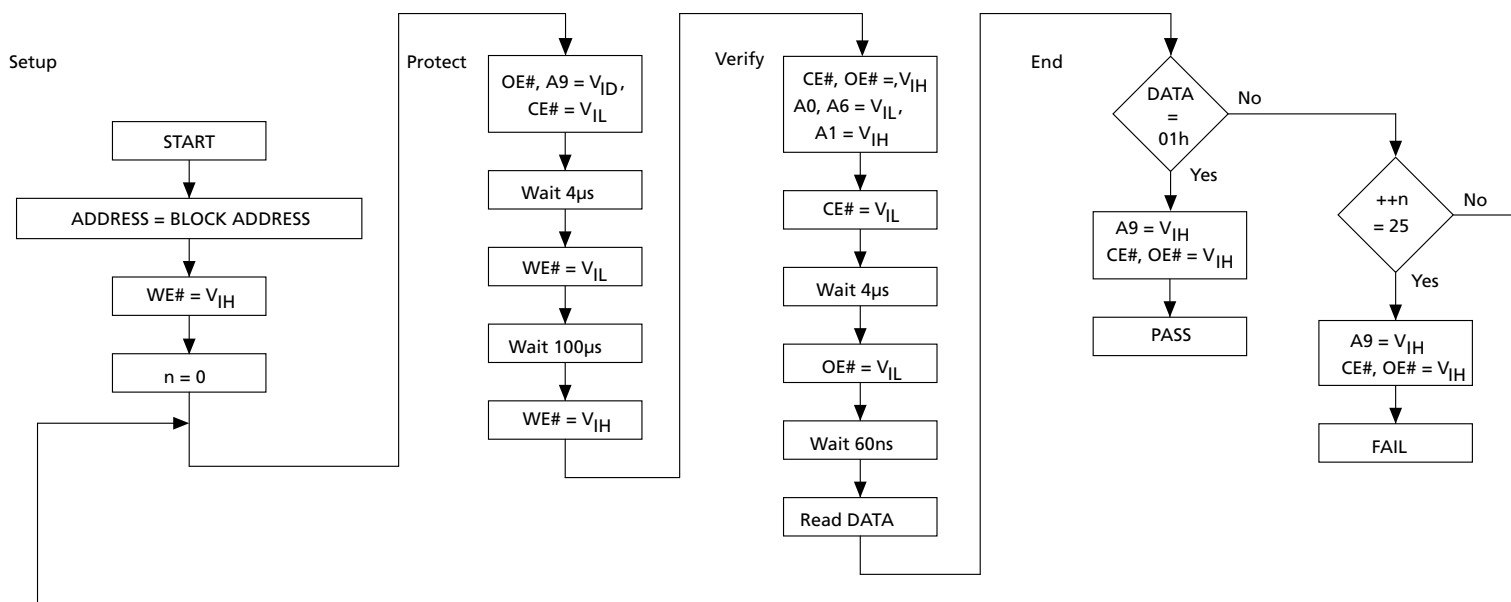 Setup
START
ADDRESS = BLOCK ADDRESS
WE# = VIH
n = 0
Protect
OE#, A9 = VID,
CE# = VIL
Wait 4µs
WE# = VIL
Wait 100µs
WE# = VIH
Verify
CE#, OE# =,VIH
A0, A6 = VIL,
A1 = VIH
CE# = VIL
Wait 4µs
OE# = VIL
Wait 60ns
Read DATA
End
DATA
=
01h
No
Yes
A9 = VIH
CE#, OE# = VIH
PASS
++n
= 25
No
Yes
A9 = VIH
CE#, OE# = VIH
FAIL